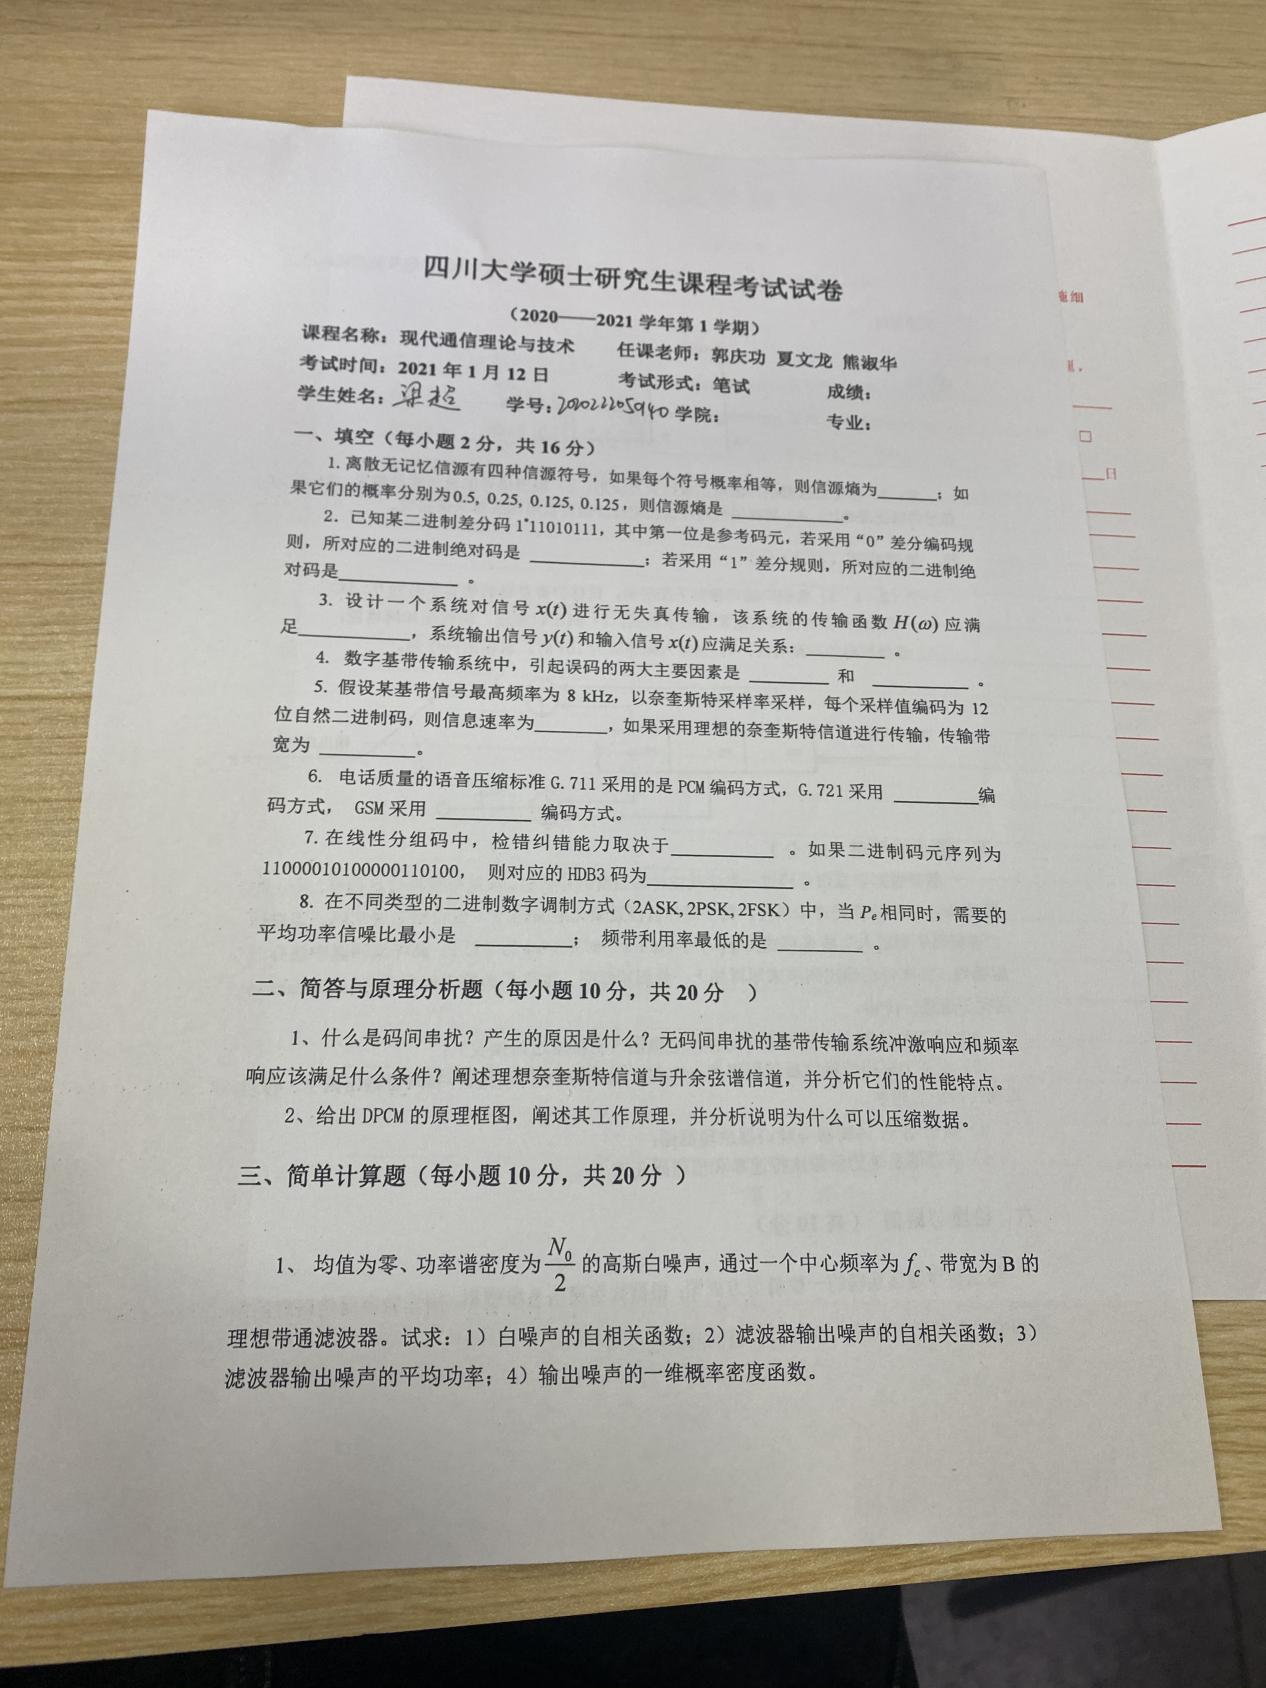 四川大学硕士研究生课程考试试卷
（2020——2021 学年第 1 学期）
课程名称：现代通信理论与技术 任课老师：郭庆功 夏文龙 熊淑华
考试时间：2021 年 1 月 12 日 考试形式：笔试 成绩：
学生姓名：梁超 学号：2020222055940 学院： 专业：
一、填空（每小题 2 分，共 16 分）
1. 离散无记忆信源有四种信源符号，如果每个符号概率相等，则信源熵为______；如
果它们的概率分别为0.5, 0.25, 0.125, 0.125，则信源熵是 __________。
2. 已知某二进制差分码 1*11010111，其中第一位是参考码元，若采用“0”差分编码规
则，所对应的二进制绝对码是 __________；若采用“1”差分规则，所对应的二进制绝
对码是__________ 。
3. 设计一个系统对信号 x(t) 进行无失真传输，该系统的传输函数 H(ω) 应满
足__________，系统输出信号 y(t) 和输入信号 x(t) 应满足关系：_______ 。
4. 数字基带传输系统中，引起误码的两大主要因素是 _______ 和 ________ 。
5. 假设某基带信号最高频率为 8 kHz，以奈奎斯特采样率采样，每个采样值编码为 12
位自然二进制码，则信息速率为______，如果采用理想的奈奎斯特信道进行传输，传输带
宽为 ________。
6. 电话质量的语音压缩标准 G.711 采用的是 PCM 编码方式，G.721 采用 _______编
码方式， GSM 采用 ________ 编码方式。
7. 在线性分组码中，检错纠错能力取决于_________ 。如果二进制码元序列为
11000010100000110100， 则对应的 HDB3 码为____________ 。
8. 在不同类型的二进制数字调制方式（2ASK, 2PSK, 2FSK）中，当 Pe 相同时，需要的
平均功率信噪比最小是 ________； 频带利用率最低的是 _______ 。
二、简答与原理分析题（每小题 10 分，共 20 分 ）
1、什么是码间串扰？产生的原因是什么？无码间串扰的基带传输系统冲激响应和频率
响应该满足什么条件？阐述理想奈奎斯特信道与升余弦谱信道，并分析它们的性能特点。
2、给出 DPCM 的原理框图，阐述其工作原理，并分析说明为什么可以压缩数据。
三、简单计算题（每小题 10 分，共 20 分 ）
1、 均值为零、功率谱密度为 N0/2 的高斯白噪声，通过一个中心频率为 fc、带宽为 B 的
理想带通滤波器。试求：1）白噪声的自相关函数；2）滤波器输出噪声的自相关函数；3）
滤波器输出噪声的平均功率；4）输出噪声的一维概率密度函数。